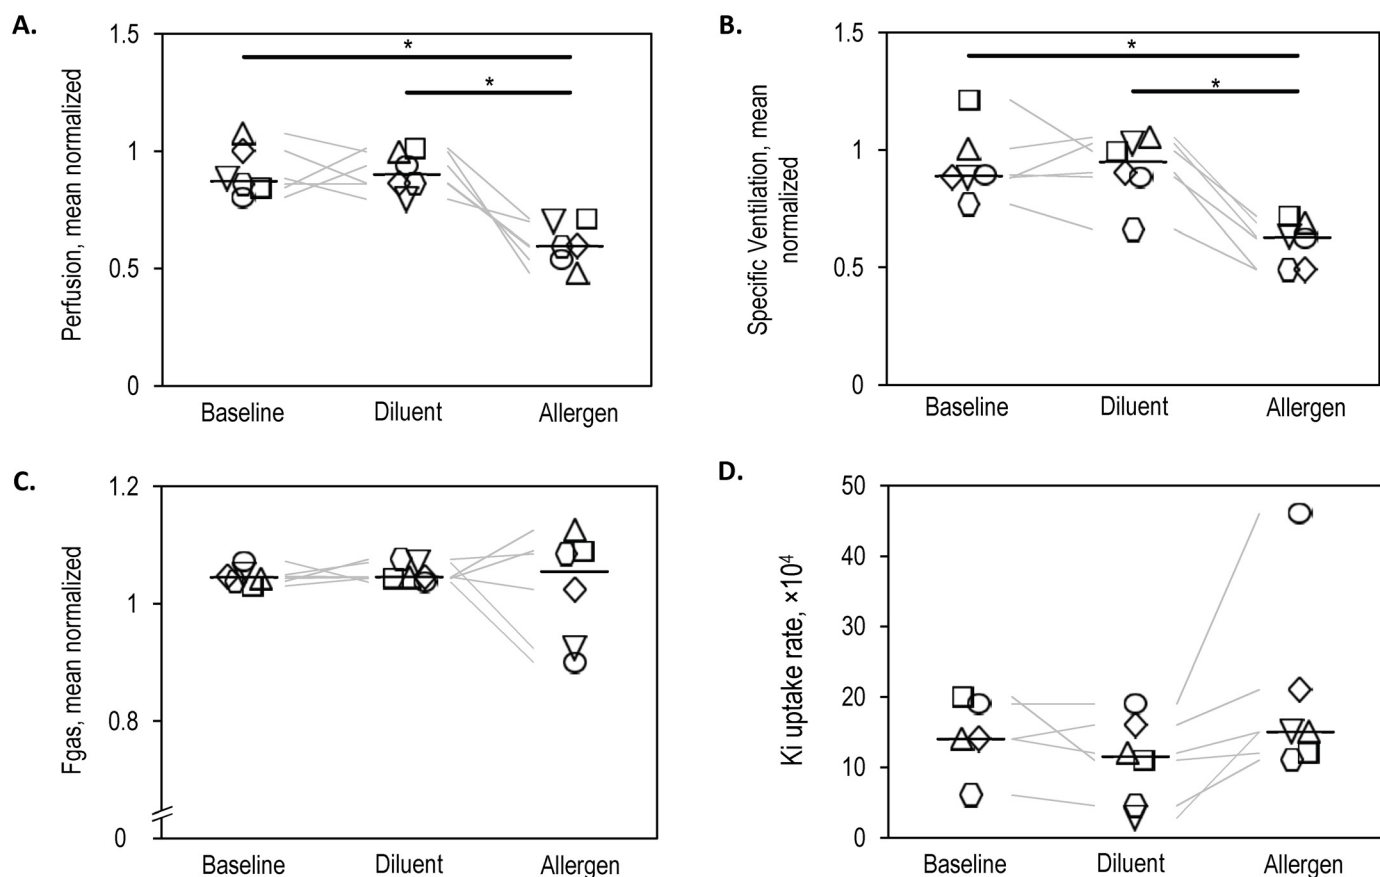 A.
Perfusion, mean normalized
1.5
1
0.5
0
*
*
Baseline Diluent Allergen
B.
Specific Ventilation, mean
normalized
1.5
1
0.5
0
*
*
Baseline Diluent Allergen
C.
Fgas, mean normalized
1.2
1
0.8
0
Baseline Diluent Allergen
D.
Ki uptake rate, ×10⁴
50
40
30
20
10
0
Baseline Diluent Allergen